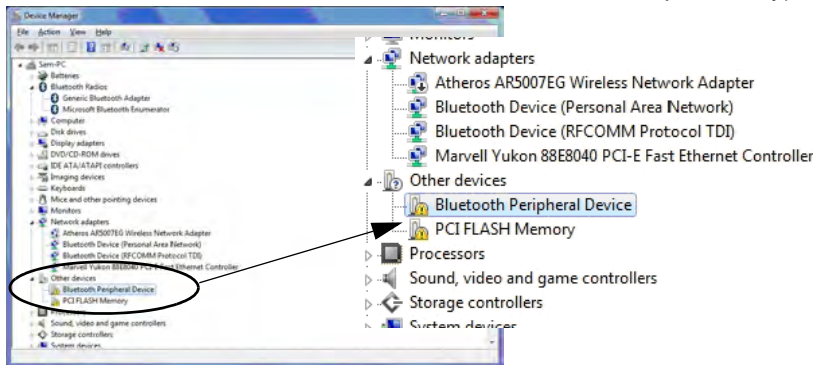 Device Manager
File Action View Help
Sam-PC
Batteries
Bluetooth Radios
Generic Bluetooth Adapter
Microsoft Bluetooth Enumerator
Computer
Disk drives
Display adapters
DVD/CD-ROM drives
IDE ATA/ATAPI controllers
Imaging devices
Keyboards
Mice and other pointing devices
Monitors
Network adapters
Atheros AR5007EG Wireless Network Adapter
Bluetooth Device (Personal Area Network)
Bluetooth Device (RFCOMM Protocol TDI)
Marvell Yukon 88E8040 PCI-E Fast Ethernet Controller
Other devices
Bluetooth Peripheral Device
PCI FLASH Memory
Processors
Sound, video and game controllers
Storage controllers
System devices
Monitors
Network adapters
Atheros AR5007EG Wireless Network Adapter
Bluetooth Device (Personal Area Network)
Bluetooth Device (RFCOMM Protocol TDI)
Marvell Yukon 88E8040 PCI-E Fast Ethernet Controller
Other devices
Bluetooth Peripheral Device
PCI FLASH Memory
Processors
Sound, video and game controllers
Storage controllers
System devices